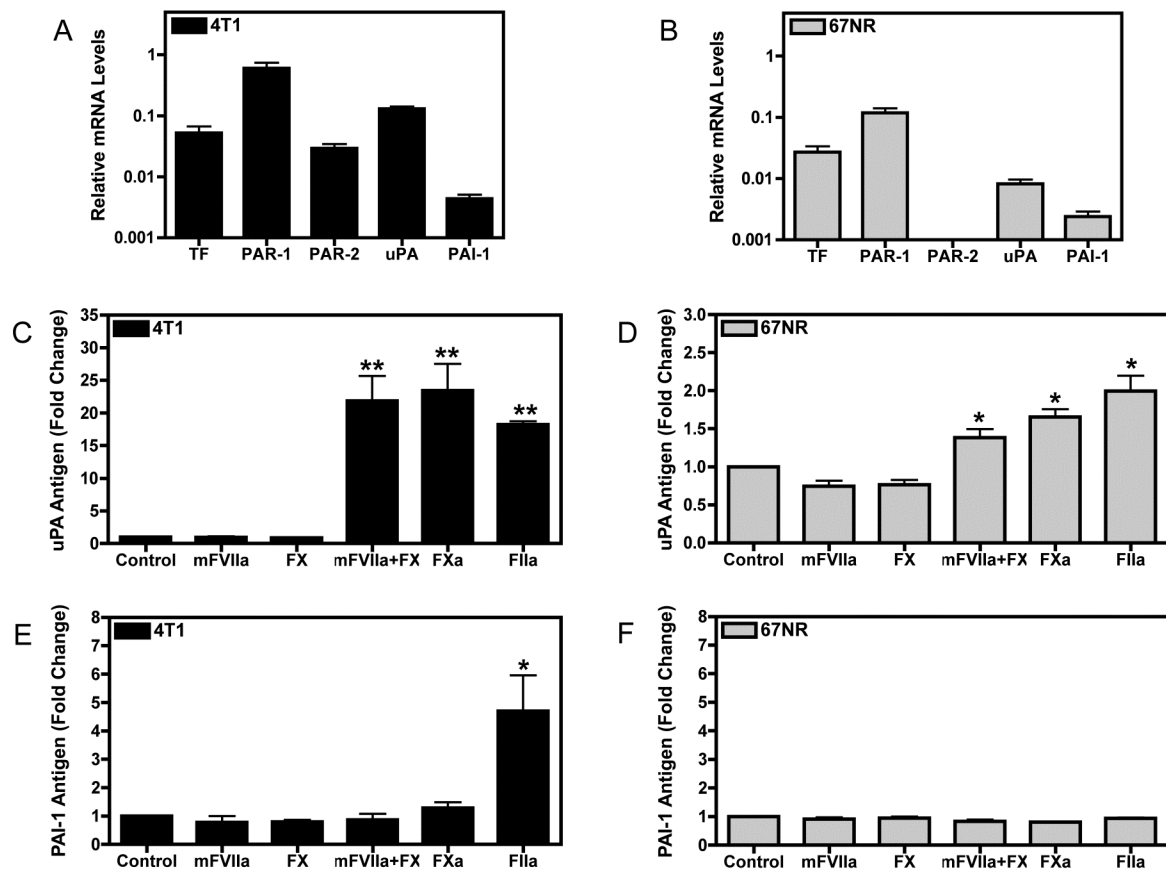 A
4T1
Relative mRNA Levels
1
0.1
0.01
0.001
TF PAR-1 PAR-2 uPA PAI-1
B
67NR
Relative mRNA Levels
1
0.1
0.01
0.001
TF PAR-1 PAR-2 uPA PAI-1
C
4T1
uPA Antigen (Fold Change)
35
30
25
20
15
10
5
0
** ** **
Control mFVIIa FX mFVIIa+FX FXa FIIa
D
67NR
uPA Antigen (Fold Change)
3.0
2.5
2.0
1.5
1.0
0.5
0.0
* * *
Control mFVIIa FX mFVIIa+FX FXa FIIa
E
4T1
PAI-1 Antigen (Fold Change)
8
7
6
5
4
3
2
1
0
*
Control mFVIIa FX mFVIIa+FX FXa FIIa
F
67NR
PAI-1 Antigen (Fold Change)
8
7
6
5
4
3
2
1
0
Control mFVIIa FX mFVIIa+FX FXa FIIa